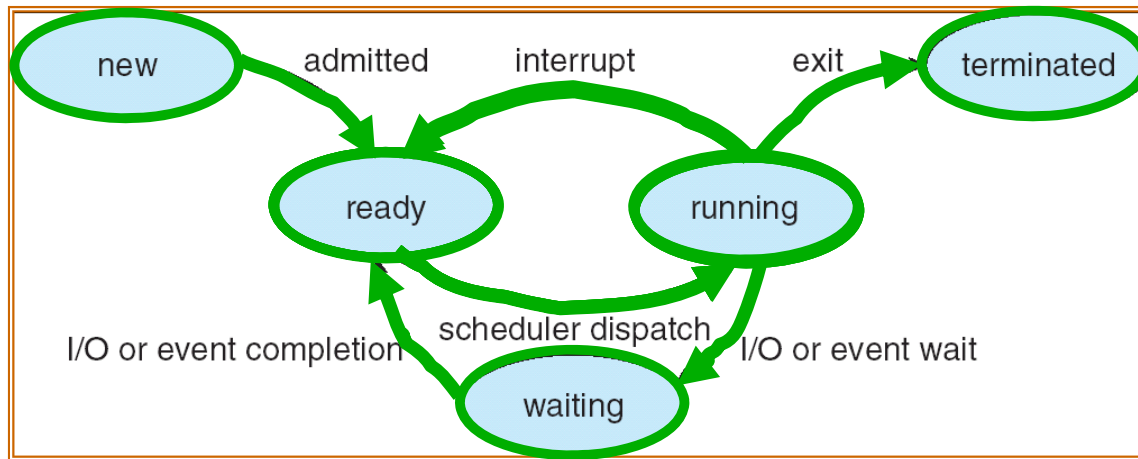 new
admitted
interrupt
exit
terminated
ready
running
scheduler dispatch
I/O or event completion
I/O or event wait
waiting